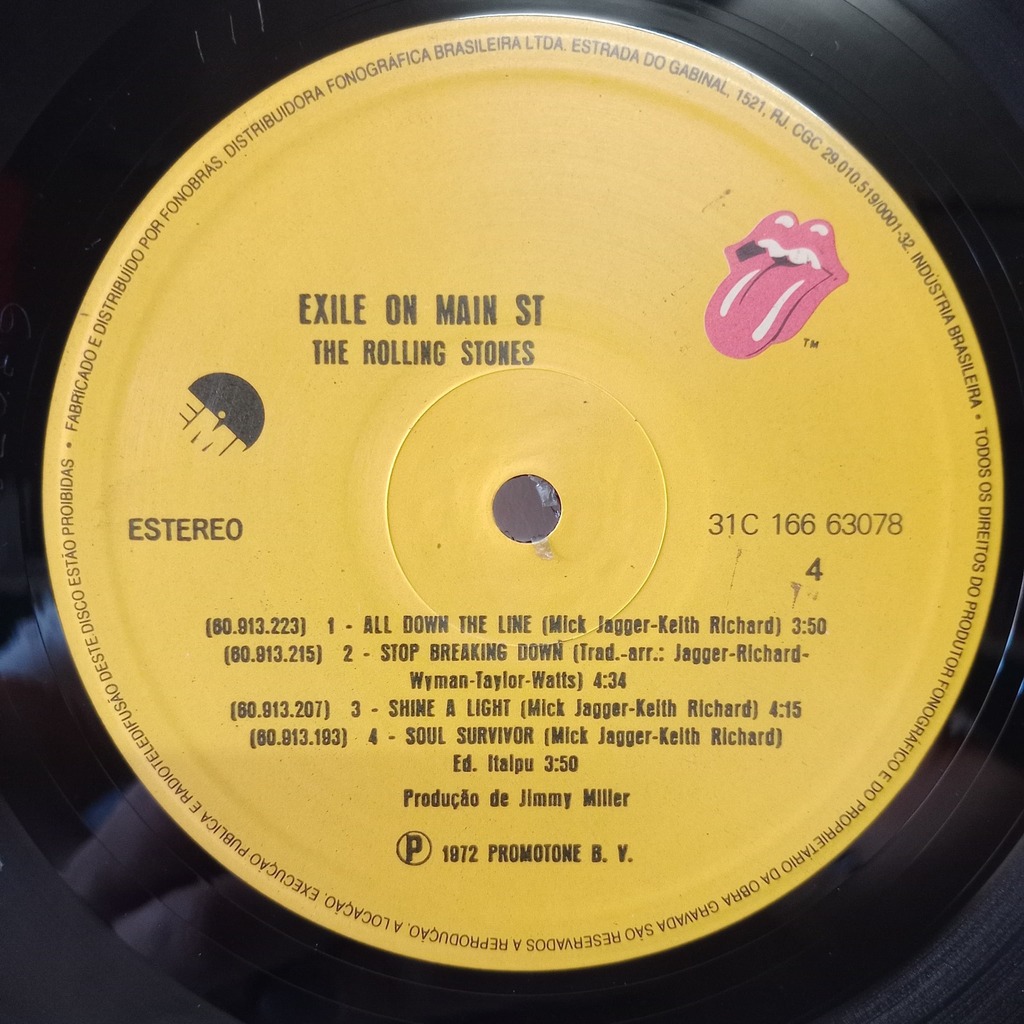 FABRICADO E DISTRIBUIDO POR FONOBRÁS. DISTRIBUIDORA FONOGRÁFICA BRASILEIRA LTDA. ESTRADA DO GABINAL, 1521, RJ. CGC 29.010.519/0001-32. INDÚSTRIA BRASILEIRA • TODOS OS DIREITOS DO PRODUTOR FONOGRÁFICO E DO PROPRIETARIO DA OBRA GRAVADA SÃO RESERVADOS A REPRODUÇÃO. A LOCAÇÃO. EXECUÇÃO PUBLICA E RADIOTELEDIFUSÃO DESTE DISCO ESTÃO PROIBIDAS •
EXILE ON MAIN ST
THE ROLLING STONES
TM
EMI
ESTEREO
31C 166 63078
4
(60.913.223) 1 - ALL DOWN THE LINE (Mick Jagger-Keith Richard) 3:50
(60.913.215) 2 - STOP BREAKING DOWN (Trad.-arr.: Jagger-Richard-
Wyman-Taylor-Watts) 4:34
(60.913.207) 3 - SHINE A LIGHT (Mick Jagger-Keith Richard) 4:15
(60.913.193) 4 - SOUL SURVIVOR (Mick Jagger-Keith Richard)
Ed. Itaipu 3:50
Produção de Jimmy Miller
Ⓟ 1972 PROMOTONE B. V.